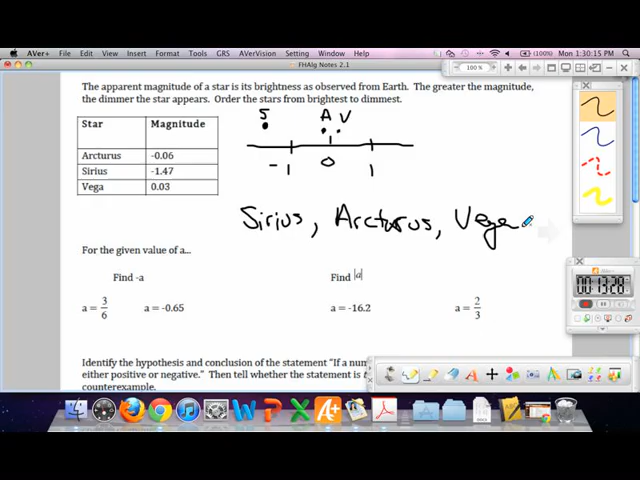 AVer+ File Edit View Insert Format Tools GRS AVerVision Setting Window Help (100%) 1:30:15 PM
FHAlg Notes 2.1
100 %
The apparent magnitude of a star is its brightness as observed from Earth. The greater the magnitude,
the dimmer the star appears. Order the stars from brightest to dimmest.
Star Magnitude
Arcturus -0.06
Sirius -1.47
Vega 0.03
S A V
-1 0 1
Sirius, Arcturus, Vega
For the given value of a...
Find -a Find |a|
a = 3/6 a = -0.65 a = -16.2 a = 2/3
00:13:28
Identify the hypothesis and conclusion of the statement "If a num
either positive or negative." Then tell whether the statement is
counterexample.